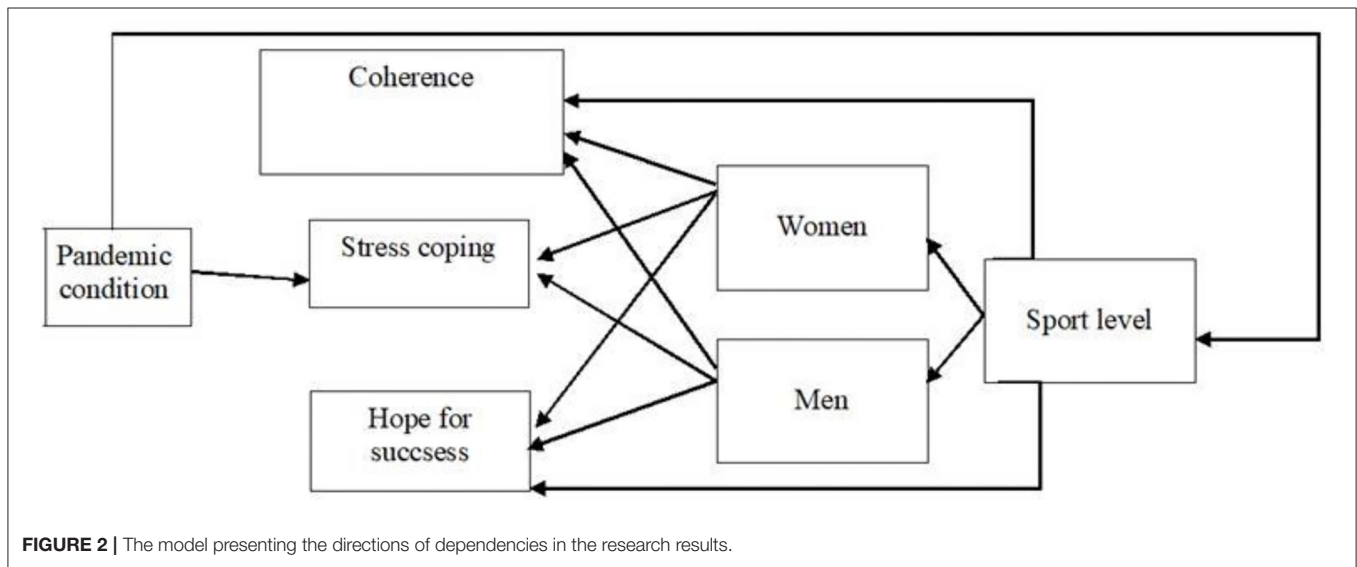 Coherence
Pandemic
condition
Stress coping
Women
Sport level
Men
Hope for
succsess
FIGURE 2 | The model presenting the directions of dependencies in the research results.